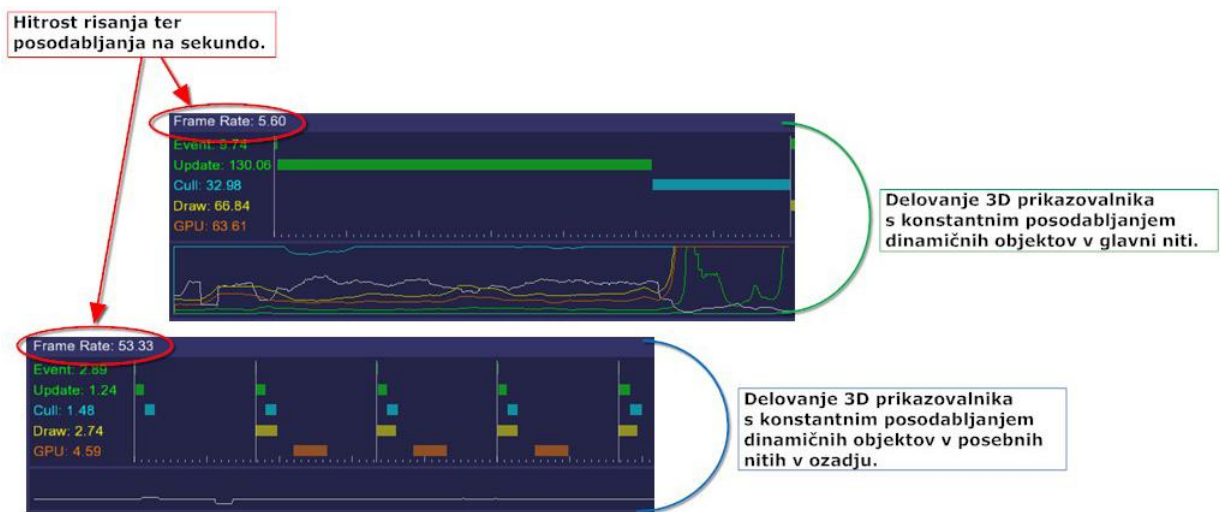 Hitrost risanja ter
posodabljanja na sekundo.
Frame Rate: 5.60
Event: 9.74
Update: 130.06
Cull: 32.98
Draw: 66.84
GPU: 63.61
Delovanje 3D prikazovalnika
s konstantnim posodabljanjem
dinamičnih objektov v glavni niti.
Frame Rate: 53.33
Event: 2.89
Update: 1.24
Cull: 1.48
Draw: 2.74
GPU: 4.59
Delovanje 3D prikazovalnika
s konstantnim posodabljanjem
dinamičnih objektov v posebnih
nitih v ozadju.